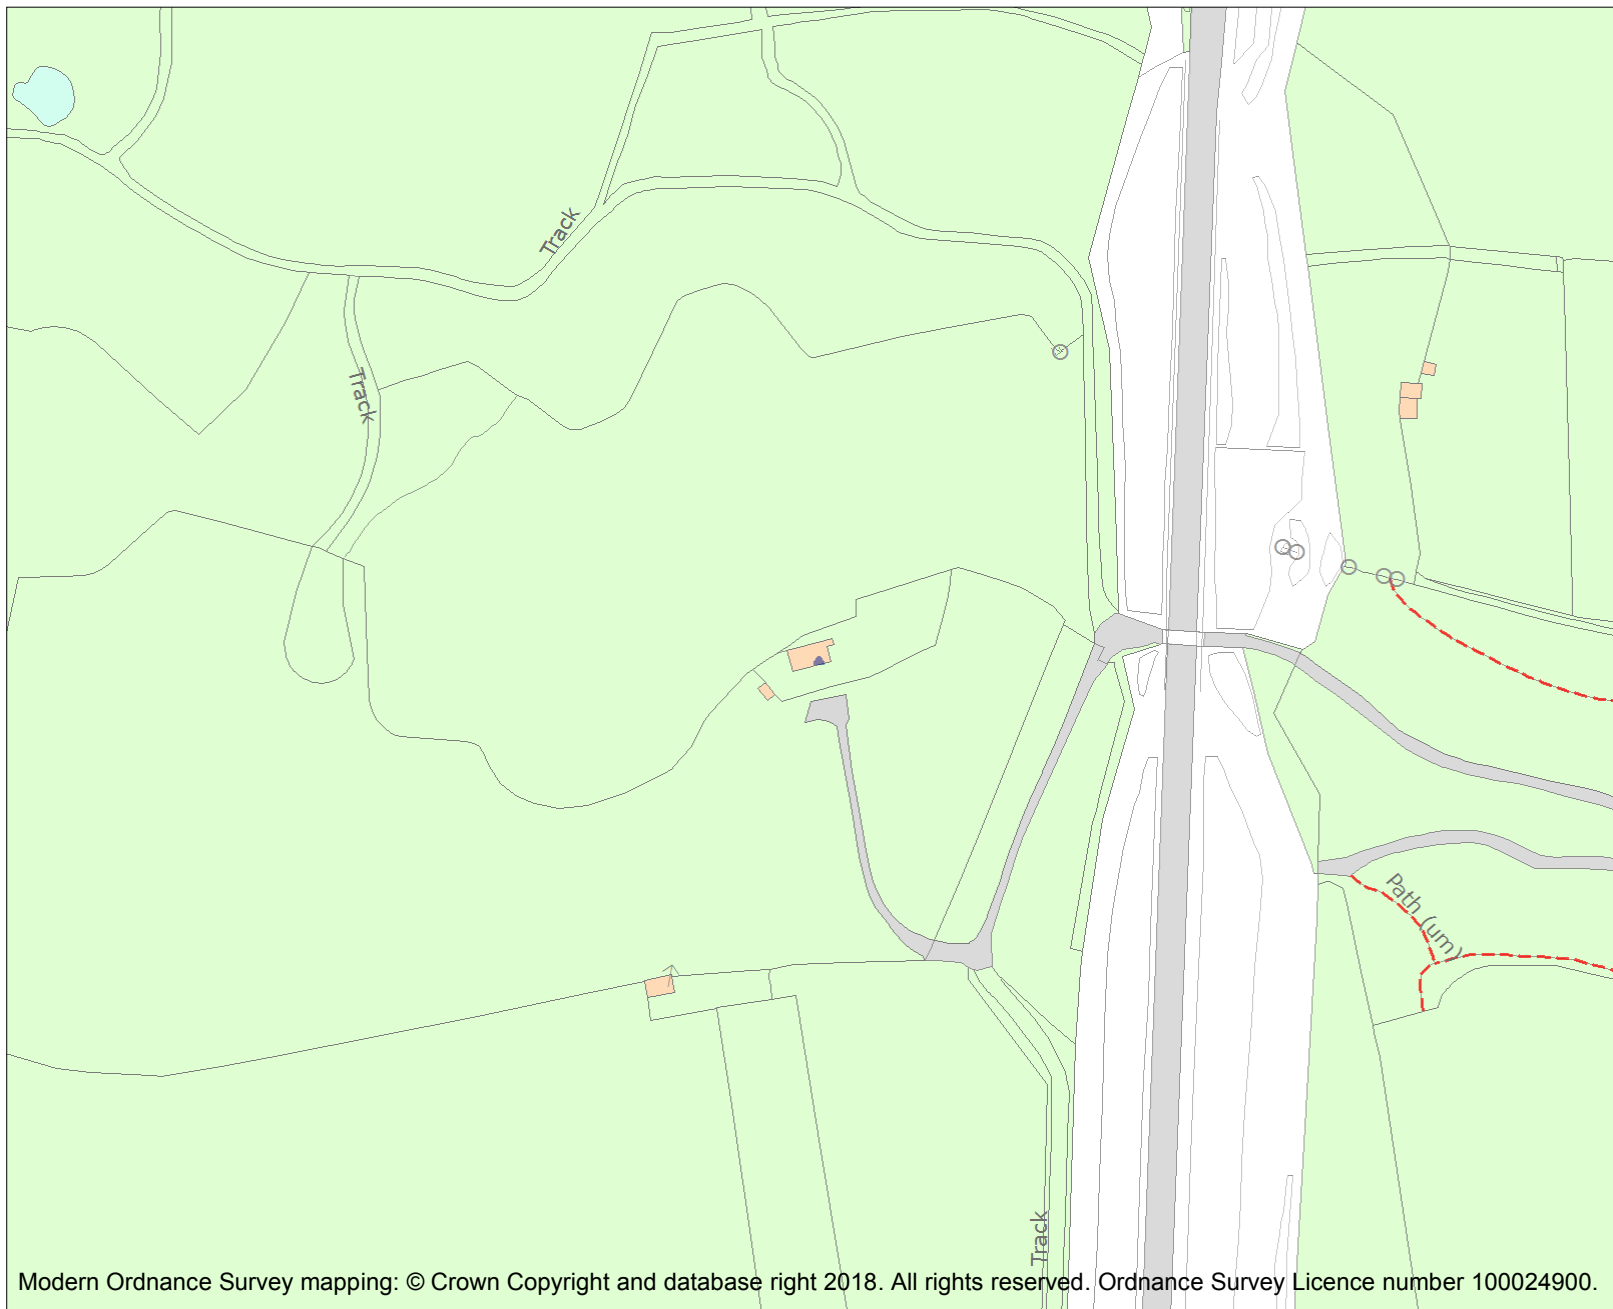 Track
Track
Path (um)
Track
Modern Ordnance Survey mapping: © Crown Copyright and database right 2018. All rights reserved. Ordnance Survey Licence number 100024900.